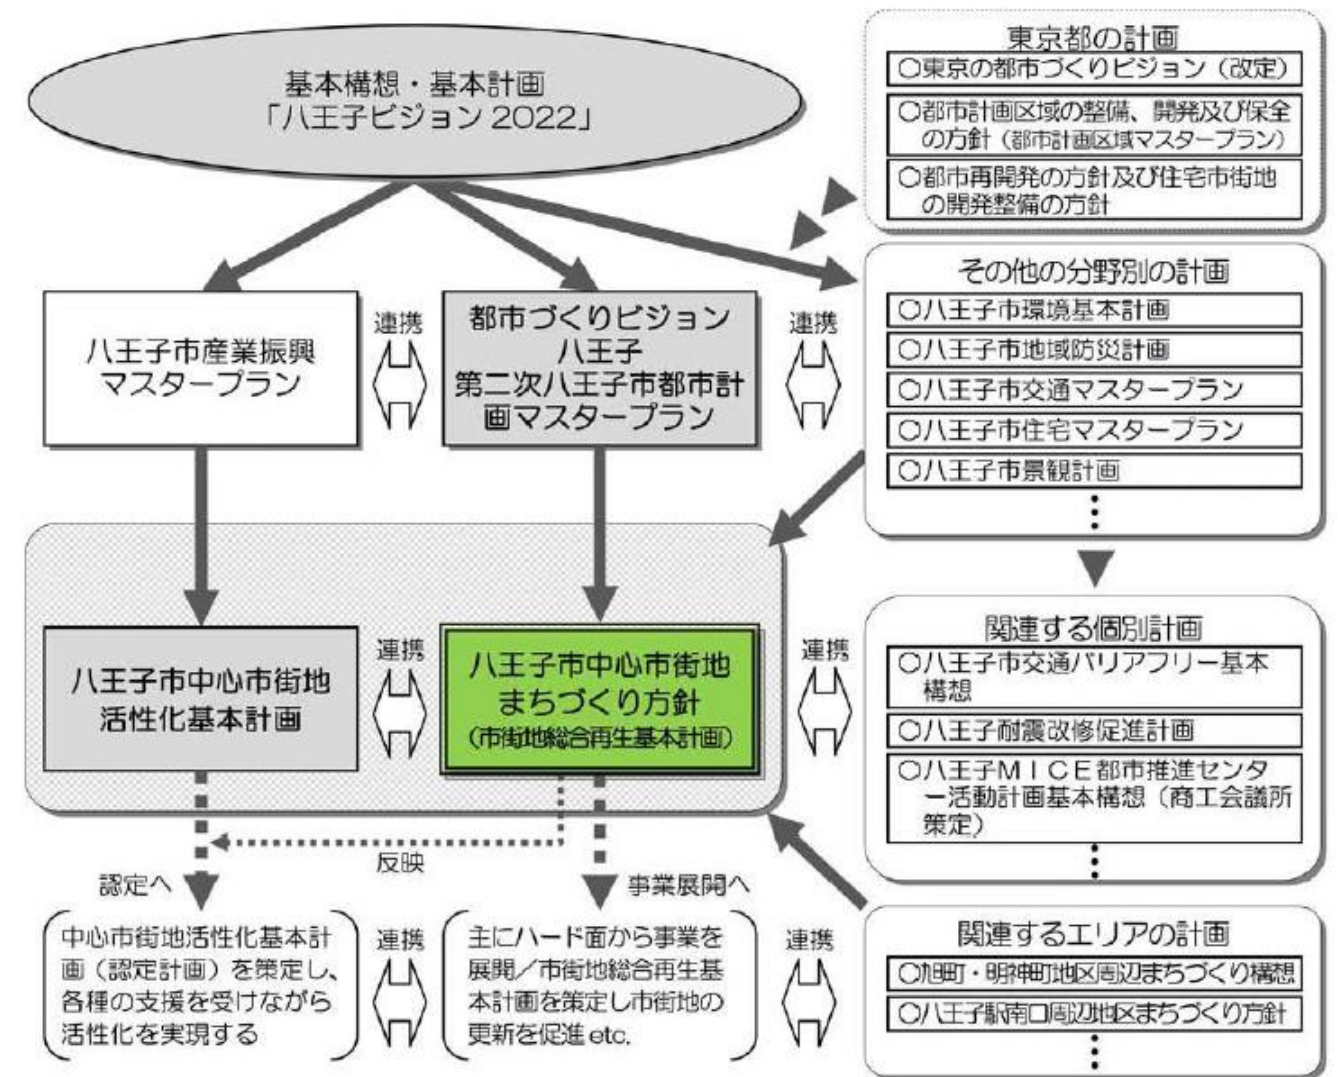 基本構想・基本計画
「八王子ビジョン 2022」
東京都の計画
○東京の都市づくりビジョン（改定）
○都市計画区域の整備、開発及び保全
の方針（都市計画区域マスタープラン）
○都市再開発の方針及び住宅市街地
の開発整備の方針
八王子市産業振興
マスタープラン
連携
都市づくりビジョン
八王子
第二次八王子市都市計
画マスタープラン
連携
その他の分野別の計画
○八王子市環境基本計画
○八王子市地域防災計画
○八王子市交通マスタープラン
○八王子市住宅マスタープラン
○八王子市景観計画
⋮
八王子市中心市街地
活性化基本計画
連携
八王子市中心市街地
まちづくり方針
（市街地総合再生基本計画）
連携
関連する個別計画
○八王子市交通バリアフリー基本
構想
○八王子耐震改修促進計画
○八王子ＭＩＣＥ都市推進センタ
ー活動計画基本構想（商工会議所
策定）
⋮
反映
認定へ
事業展開へ
中心市街地活性化基本計
画（認定計画）を策定し、
各種の支援を受けながら
活性化を実現する
連携
主にハード面から事業を
展開／市街地総合再生基
本計画を策定し市街地の
更新を促進 etc.
連携
関連するエリアの計画
○旭町・明神町地区周辺まちづくり構想
○八王子駅南口周辺地区まちづくり方針
⋮